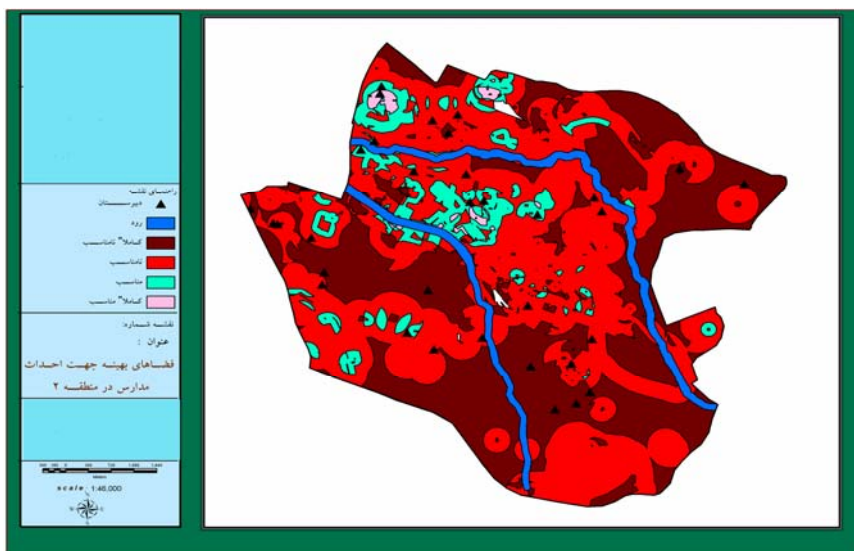 راهنمای نقشه
دبیرستان
رود
کاملا" نامناسب
نامناسب
مناسب
کاملا" مناسب
نقشه شماره:
عنوان :
فضاهای بهینه جهت احداث
مدارس در منطقه ۲
scale 1:46,000